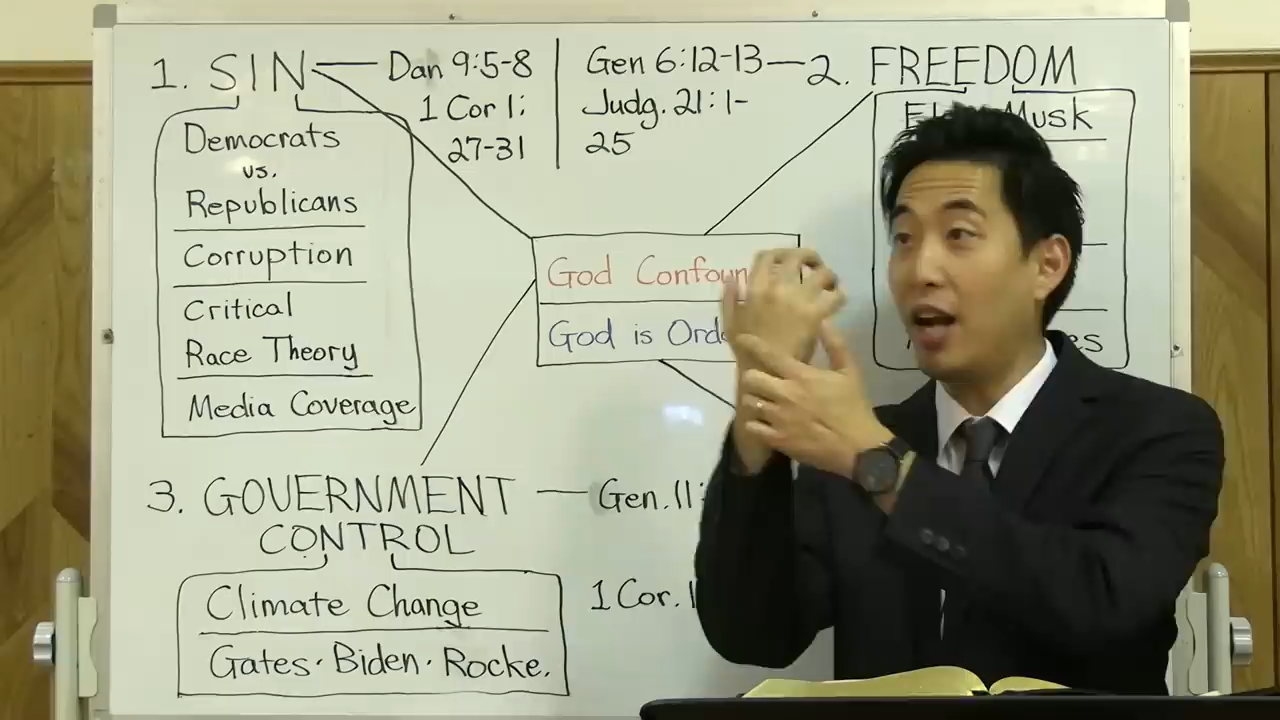 1. SIN
Dan 9:5-8
1 Cor 1:
27-31
Gen 6:12-13
Judg. 21:1-
25
2. FREEDOM
Musk
Democrats
vs.
Republicans
Corruption
Critical
Race Theory
Media Coverage
God Confoun
God is Ord
3. GOVERNMENT
CONTROL
Gen. 11:
1 Cor. 1
Climate Change
Gates · Biden · Rocke.